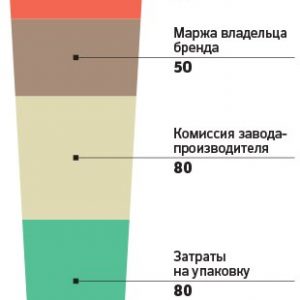 Маржа владельца
бренда
50
Комиссия завода-
производителя
80
Затраты
на упаковку
80